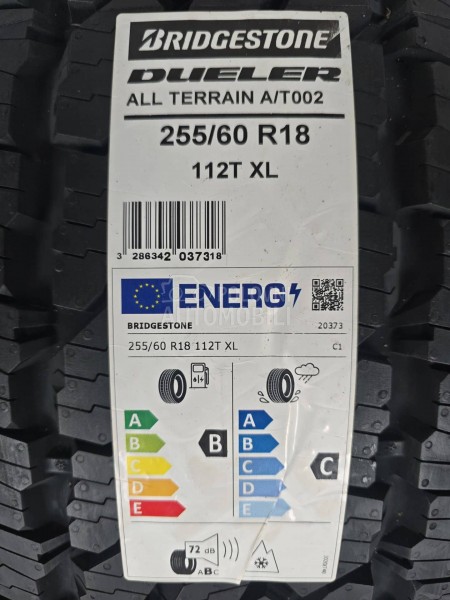 BRIDGESTONE
DUELER
ALL TERRAIN A/T002
255/60 R18
112T XL
3 286342 037318
ENERG
BRIDGESTONE 20373
255/60 R18 112T XL C1
A A
B B B
C C C
D D
E E
72 dB
ABC